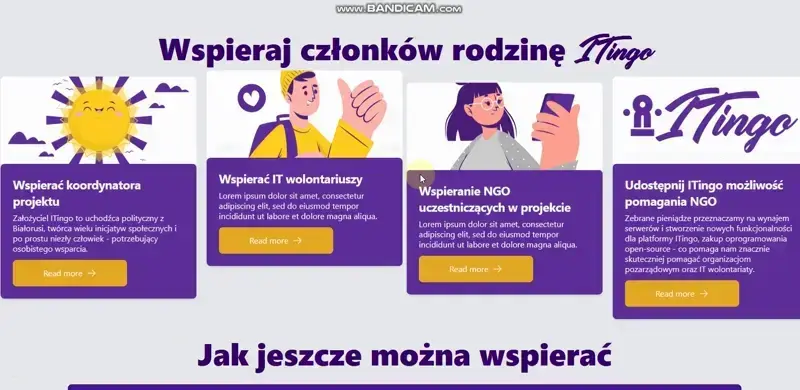 www.BANDICAM.com
Wspieraj członków rodzinę ITingo
Wspierać koordynatora
projektu
Założyciel ITingo to uchodźca polityczny z
Białorusi, twórca wielu inicjatyw społecznych i
po prostu niezły człowiek - potrzebujący
osobistego wsparcia.
Read more
Wspierać IT wolontariuszy
Lorem ipsum dolor sit amet, consectetur
adipiscing elit, sed do eiusmod tempor
incididunt ut labore et dolore magna aliqua.
Read more
Wspieranie NGO
uczestniczących w projekcie
Lorem ipsum dolor sit amet, consectetur
adipiscing elit, sed do eiusmod tempor
incididunt ut labore et dolore magna aliqua.
Read more
ITingo
Udostępnij ITingo możliwość
pomagania NGO
Zebrane pieniądze przeznaczamy na wynajem
serwerów i stworzenie nowych funkcjonalności
dla platformy ITingo, zakup oprogramowania
open-source - co pomaga nam znacznie
skuteczniej pomagać organizacjom
pozarządowym oraz IT wolontariaty.
Read more
Jak jeszcze można wspierać